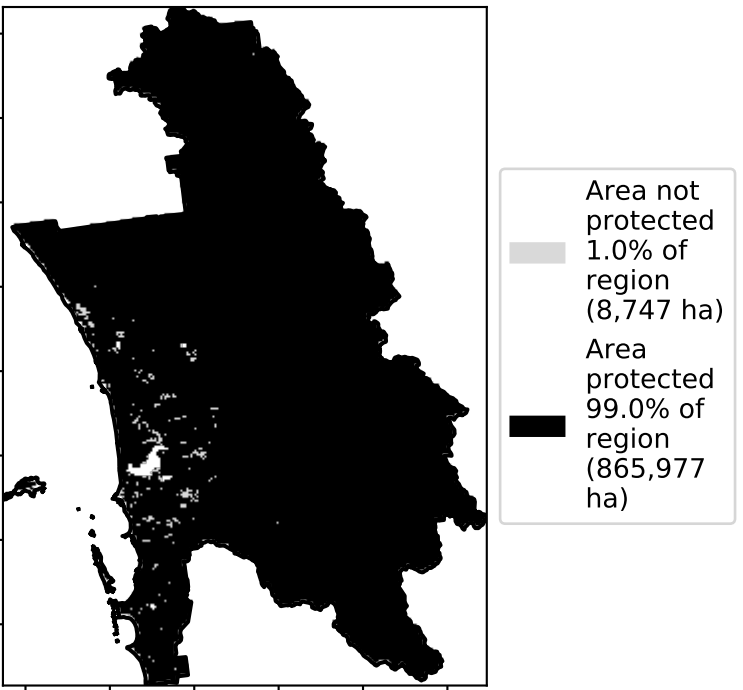 Area not
protected
1.0% of
region
(8,747 ha)
Area
protected
99.0% of
region
(865,977
ha)